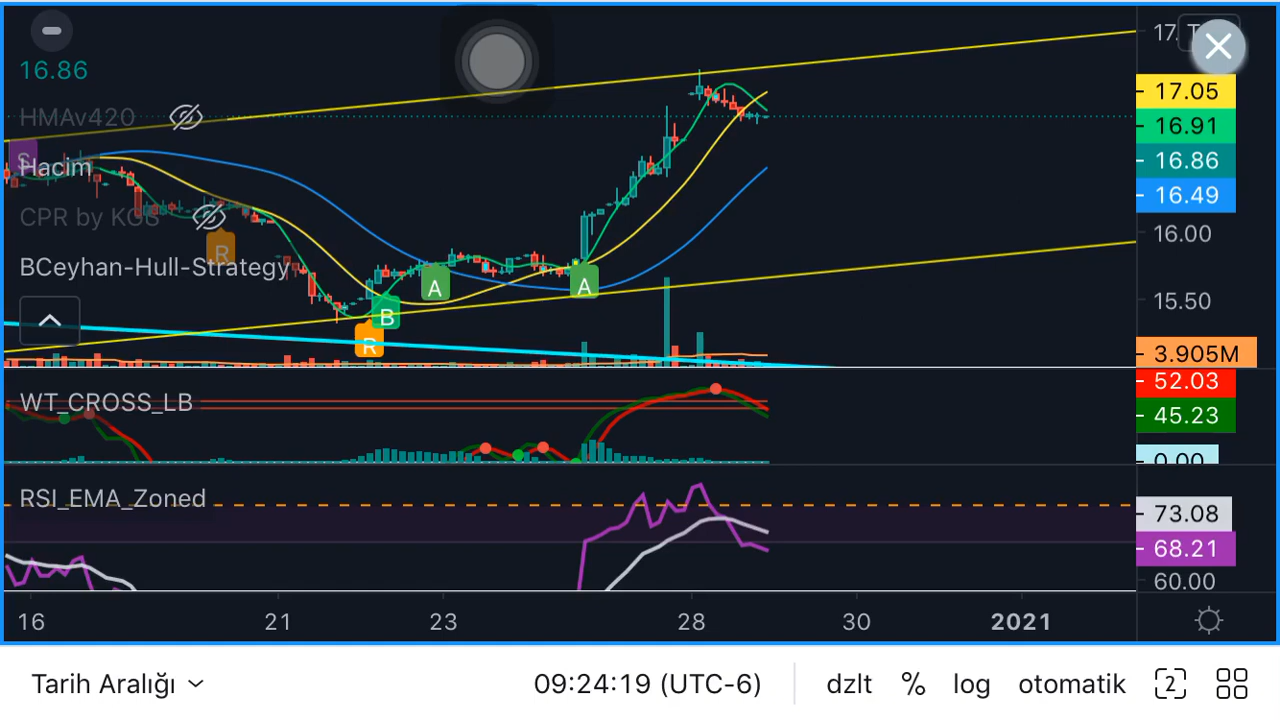 17.
16.86
17.05
HMAv420
16.91
S
Hacim
16.86
16.49
CPR by KGS
16.00
R
BCeyhan-Hull-Strategy
A
A
15.50
B
R
3.905M
52.03
WT_CROSS_LB
45.23
0.00
RSI_EMA_Zoned
73.08
68.21
60.00
16 21 23 28 30 2021
Tarih Aralığı 09:24:19 (UTC-6) dzlt % log otomatik 2